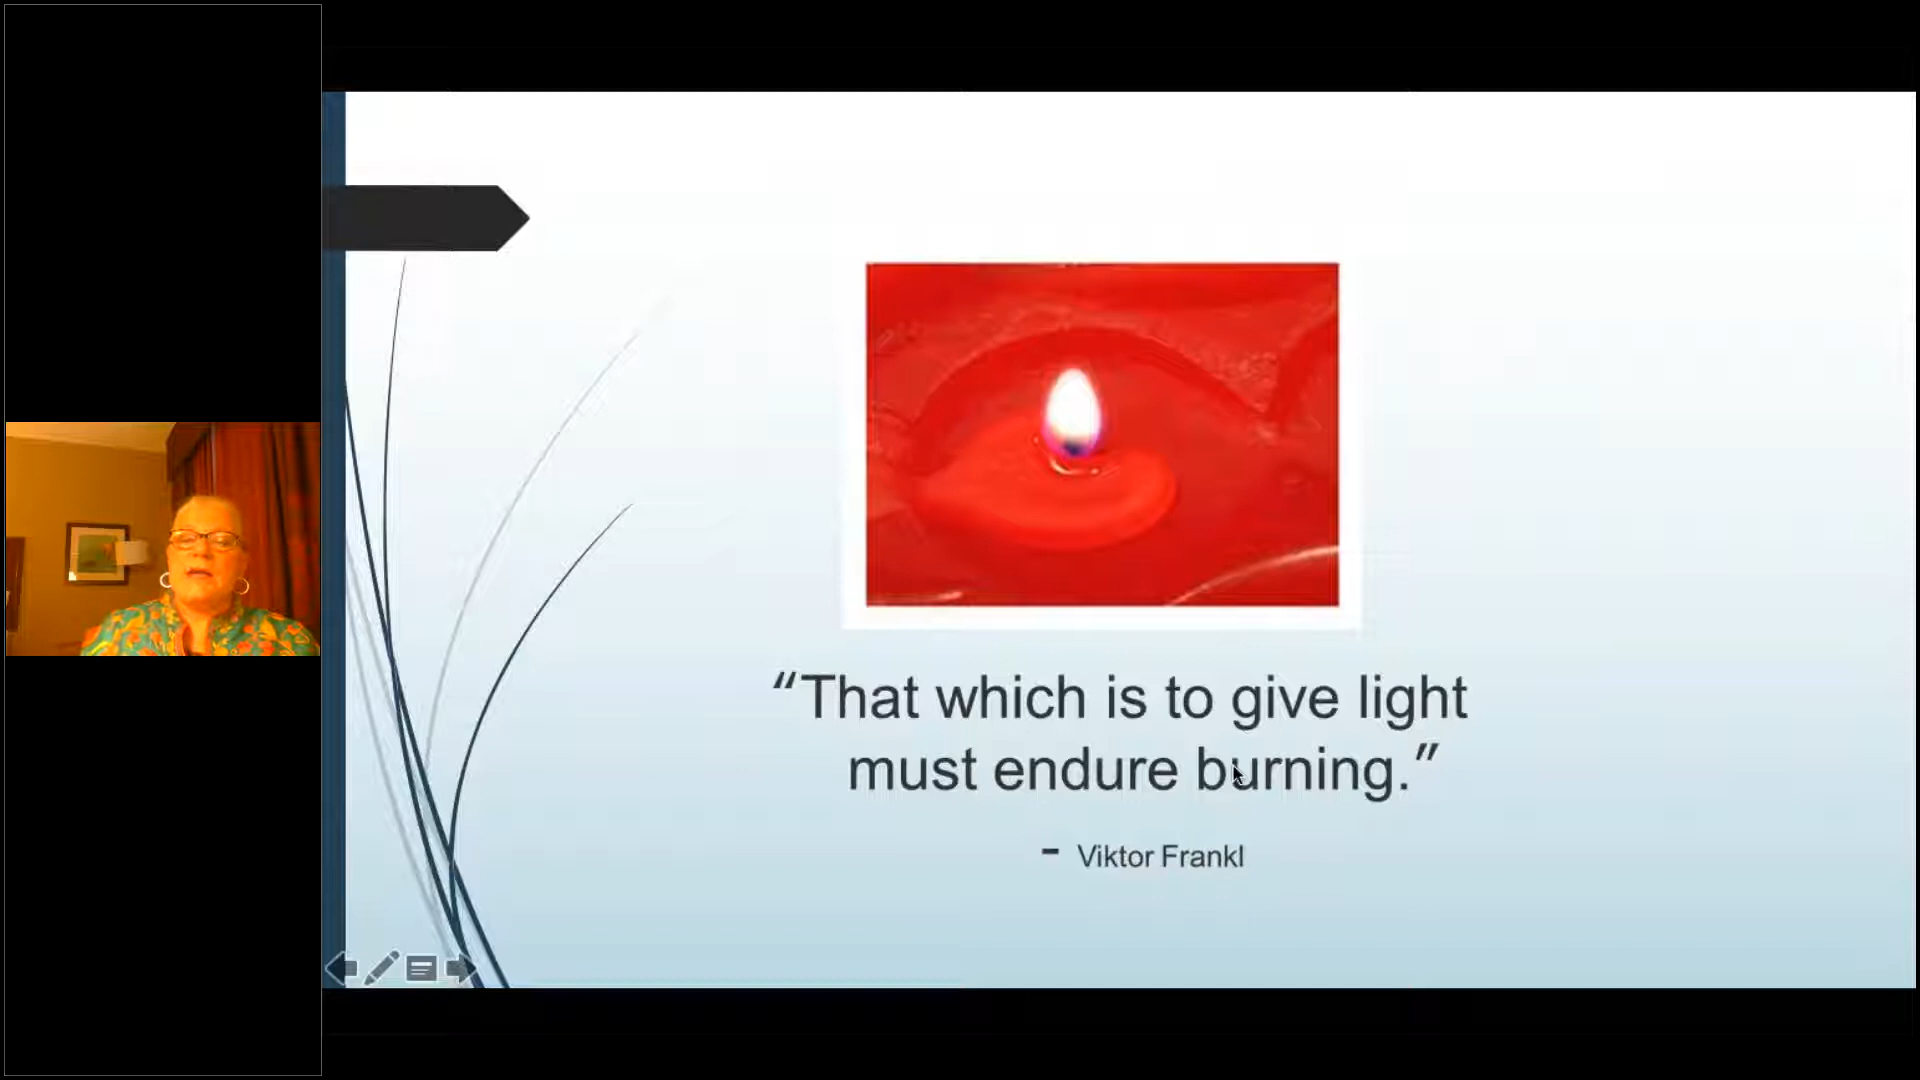 “That which is to give light
must endure burning.”
- Viktor Frankl